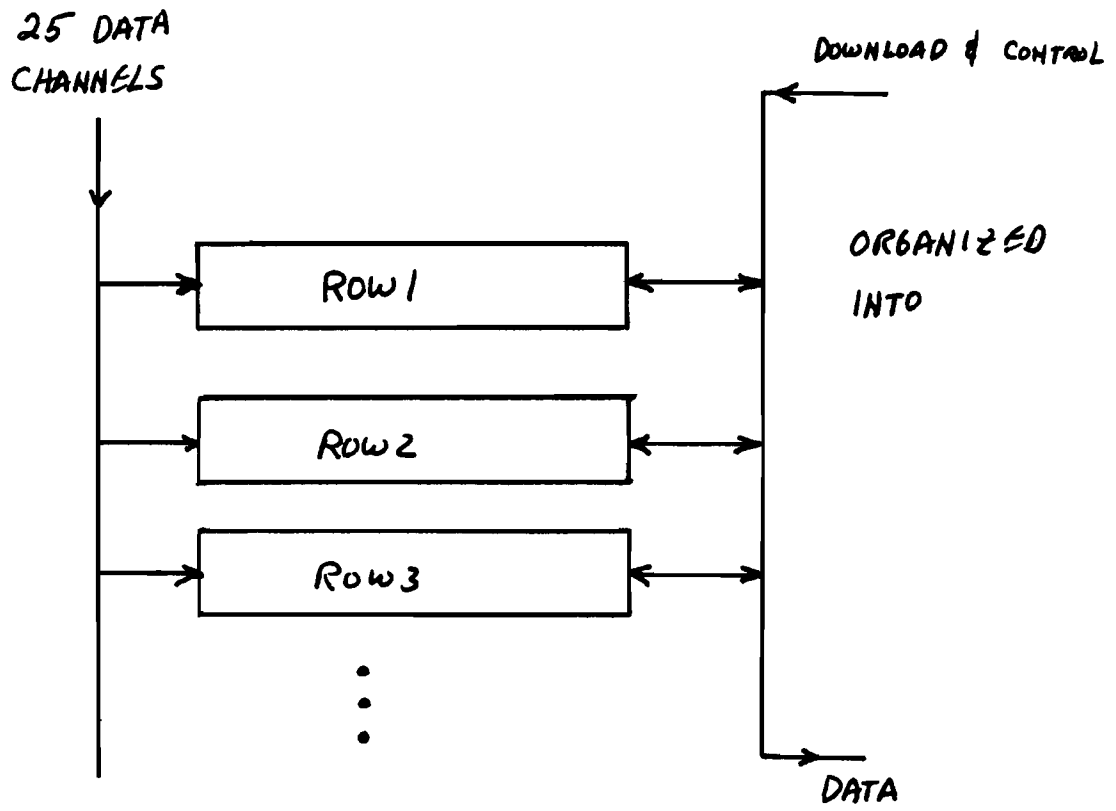 25 DATA
CHANNELS
DOWNLOAD & CONTROL
ROW 1
ORGANIZED
INTO
ROW 2
ROW 3
DATA